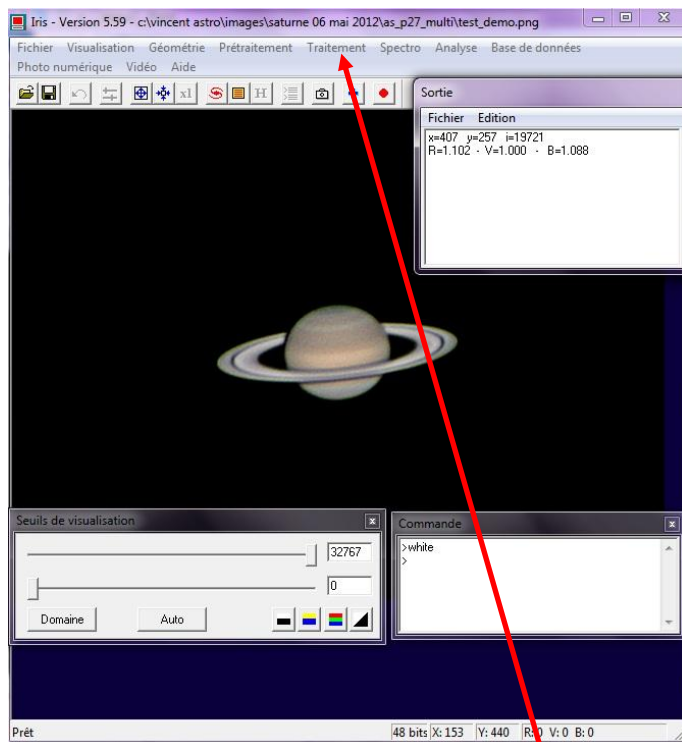 Iris - Version 5.59 - c:\vincent astro\images\saturne 06 mai 2012\as_p27_multi\test_demo.png
Fichier Visualisation Géométrie Prétraitement Traitement Spectro Analyse Base de données
Photo numérique Vidéo Aide
x1 H
Sortie
Fichier Edition
x=407 y=257 i=19721
R=1.102 - V=1.000 - B=1.088
Seuils de visualisation
32767
0
Domaine Auto
Commande
>white
>
Prêt 48 bits X: 153 Y: 440 R: 0 V: 0 B: 0